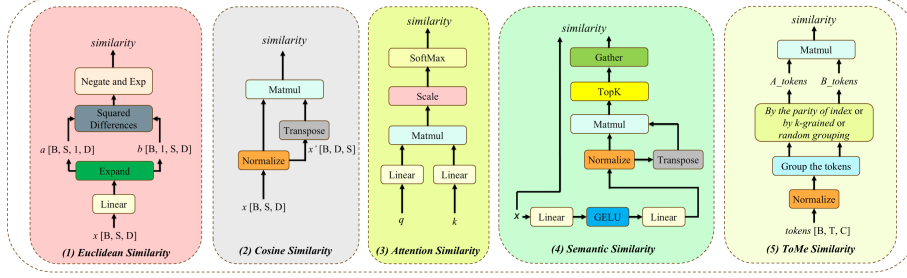 similarity
Negate and Exp
Squared
Differences
a [B, S, 1, D]
b [B, 1, S, D]
Expand
Linear
x [B, S, D]
(1) Euclidean Similarity
similarity
Matmul
Transpose
x' [B, D, S]
Normalize
x [B, S, D]
(2) Cosine Similarity
similarity
SoftMax
Scale
Matmul
Linear
Linear
q
k
(3) Attention Similarity
similarity
Gather
TopK
Matmul
Normalize
Transpose
x
Linear
GELU
Linear
(4) Semantic Similarity
similarity
Matmul
A_tokens
B_tokens
By the parity of index or
by k-grained or
random grouping
Group the tokens
Normalize
tokens [B, T, C]
(5) ToMe Similarity